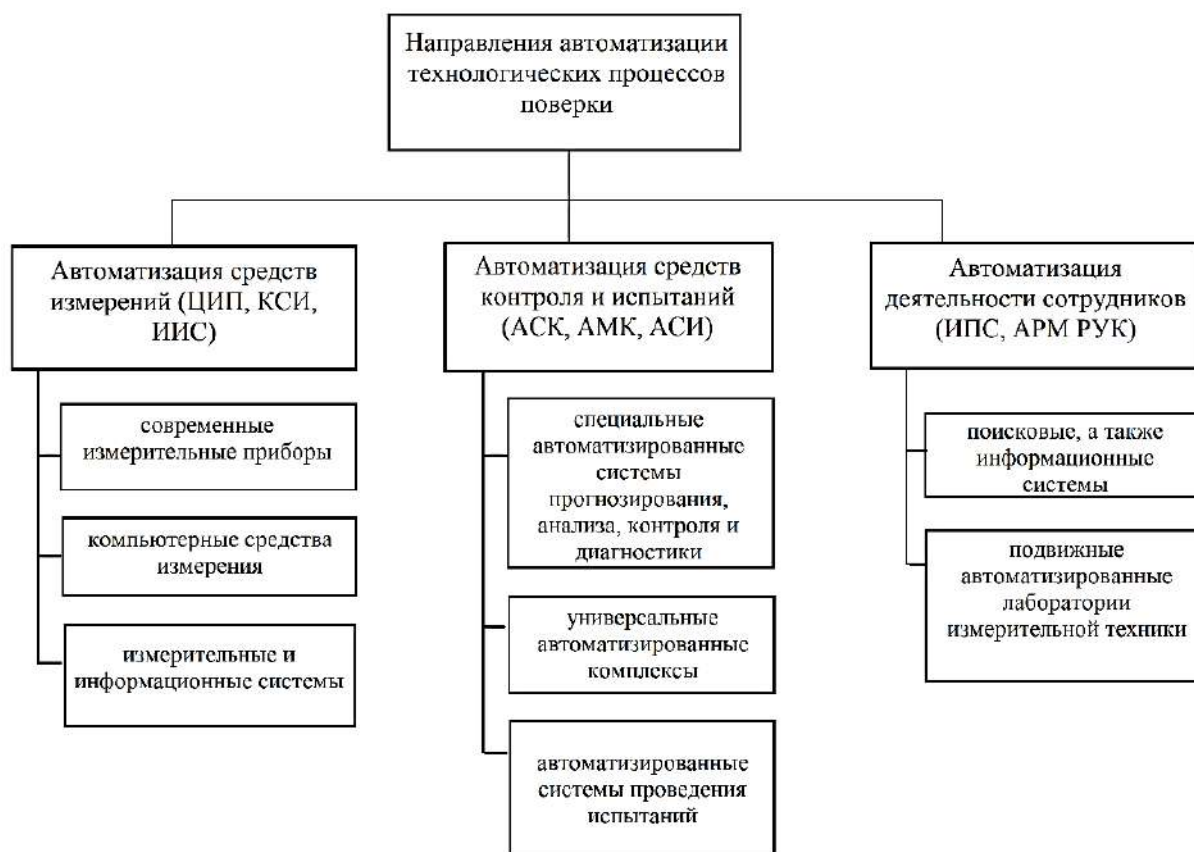 Направления автоматизации
технологических процессов
поверки
Автоматизация средств
измерений (ЦИП, КСИ,
ИИС)
современные
измерительные приборы
компьютерные средства
измерения
измерительные и
информационные системы
Автоматизация средств
контроля и испытаний
(АСК, АМК, АСИ)
специальные
автоматизированные
системы
прогнозирования,
анализа, контроля и
диагностики
универсальные
автоматизированные
комплексы
автоматизированные
системы проведения
испытаний
Автоматизация
деятельности сотрудников
(ИПС, АРМ РУК)
поисковые, а также
информационные
системы
подвижные
автоматизированные
лаборатории
измерительной техники